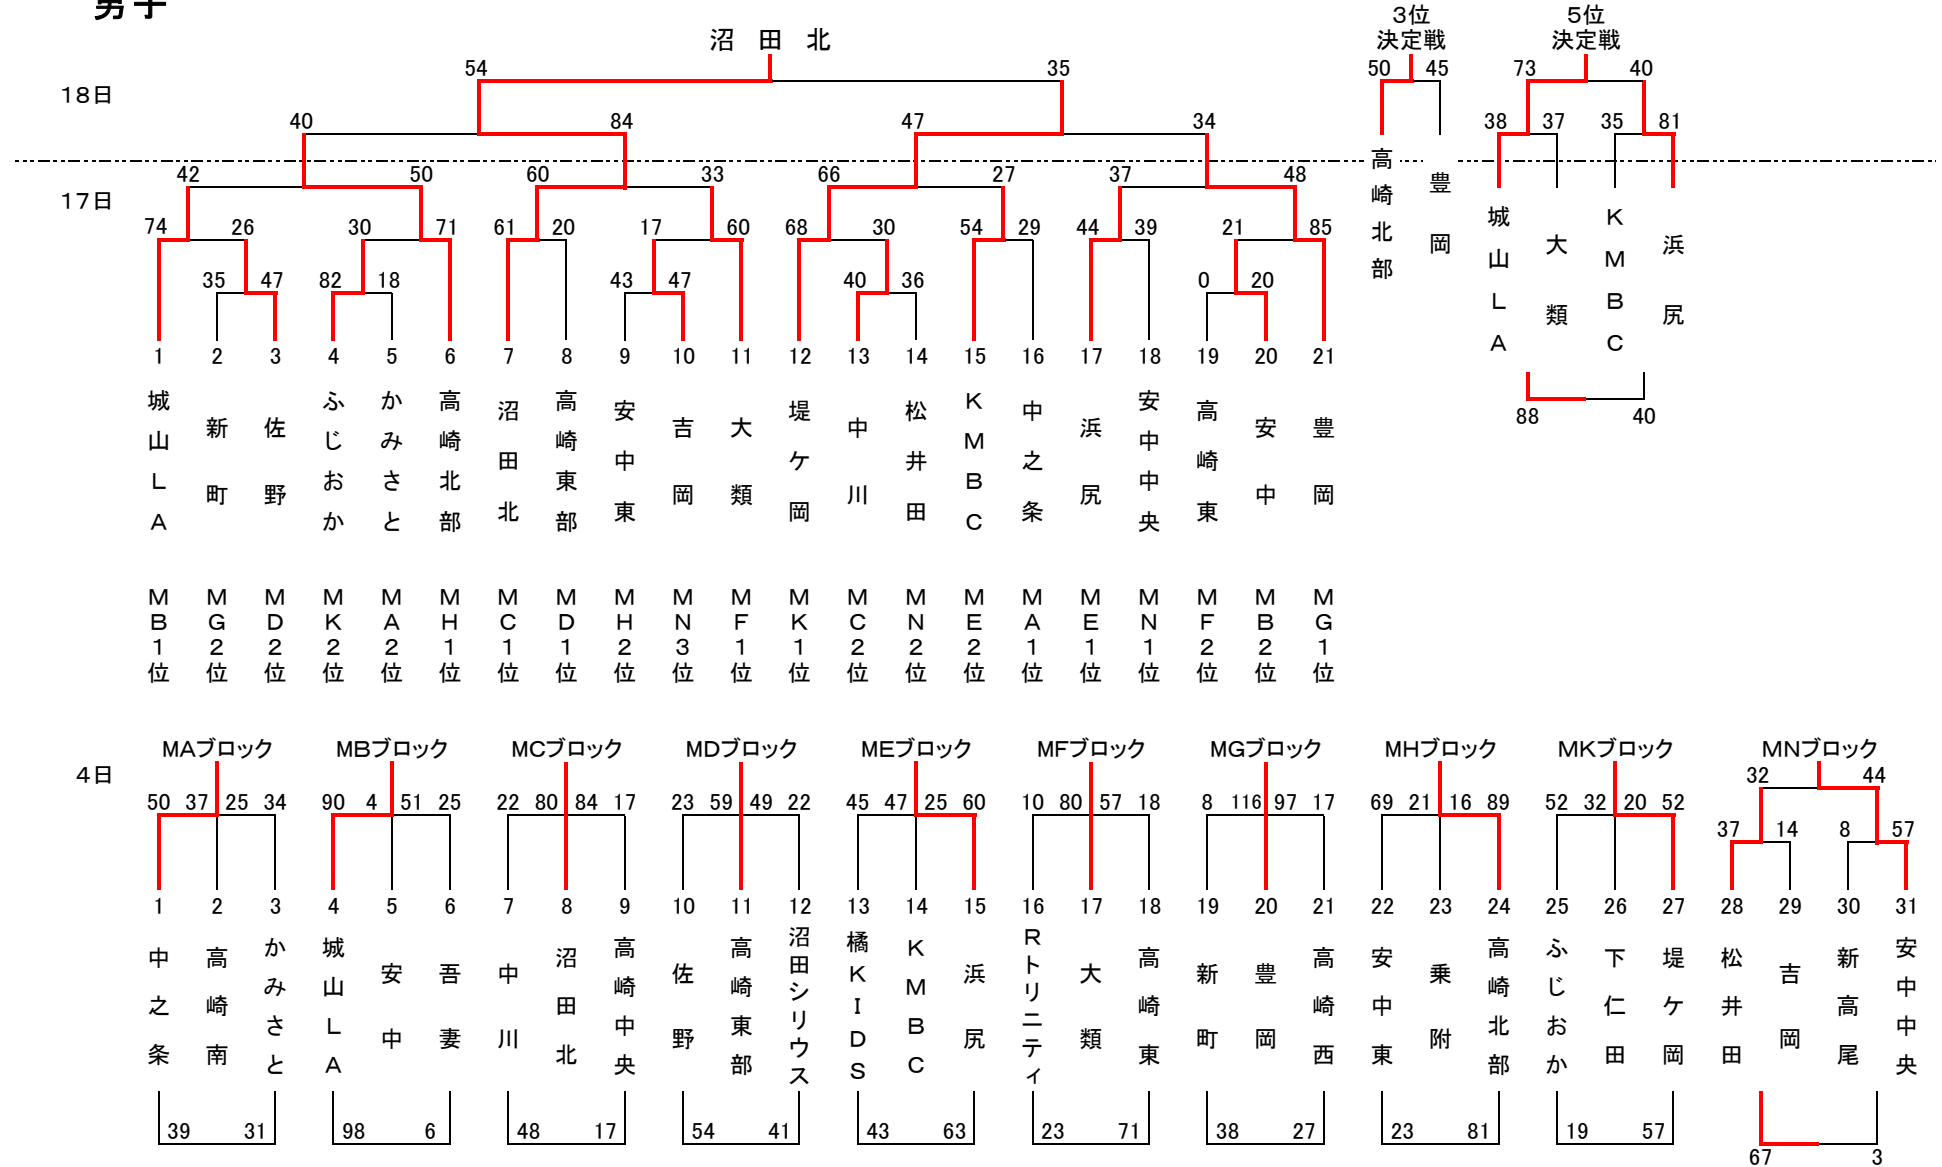 男子
3位 5位
決定戦 決定戦
沼 田 北
54 35 50 45 73 40
18日
40 84 47 34 38 37 35 81
42 50 60 33 66 27 37 48
17日
74 26 30 71 61 20 17 60 68 30 54 29 44 39 21 85
35 47 82 18 43 47 40 36 0 20
高崎北部 豊岡 城山LA 大類 KMBC 浜尻
88 40
1 2 3 4 5 6 7 8 9 10 11 12 13 14 15 16 17 18 19 20 21
城山LA 新町 佐野 ふじおか かみさと 高崎北部 沼田北 高崎東部 安中東 吉岡 大類 堤ケ岡 中川 松井田 KMBC 中之条 浜尻 安中中央 高崎東 安中 豊岡
MB1位 MG2位 MD2位 MK2位 MA2位 MH1位 MC1位 MD1位 MH2位 MN3位 MF1位 MK1位 MC2位 MN2位 ME2位 MA1位 ME1位 MN1位 MF2位 MB2位 MG1位
MAブロック MBブロック MCブロック MDブロック MEブロック MFブロック MGブロック MHブロック MKブロック MNブロック
4日
32 44
50 37 25 34 90 4 51 25 22 80 84 17 23 59 49 22 45 47 25 60 10 80 57 18 8 116 97 17 69 21 16 89 52 32 20 52
37 14 8 57
1 2 3 4 5 6 7 8 9 10 11 12 13 14 15 16 17 18 19 20 21 22 23 24 25 26 27 28 29 30 31
中之条 高崎南 かみさと 城山LA 安中 吾妻 中川 沼田北 高崎中央 佐野 高崎東部 沼田シリウス 橘KIDS KMBC 浜尻 Rトリニティ 大類 高崎東 新町 豊岡 高崎西 安中東 乗附 高崎北部 ふじおか 下仁田 堤ケ岡 松井田 吉岡 新高尾 安中中央
39 31 98 6 48 17 54 41 43 63 23 71 38 27 23 81 19 57
67 3